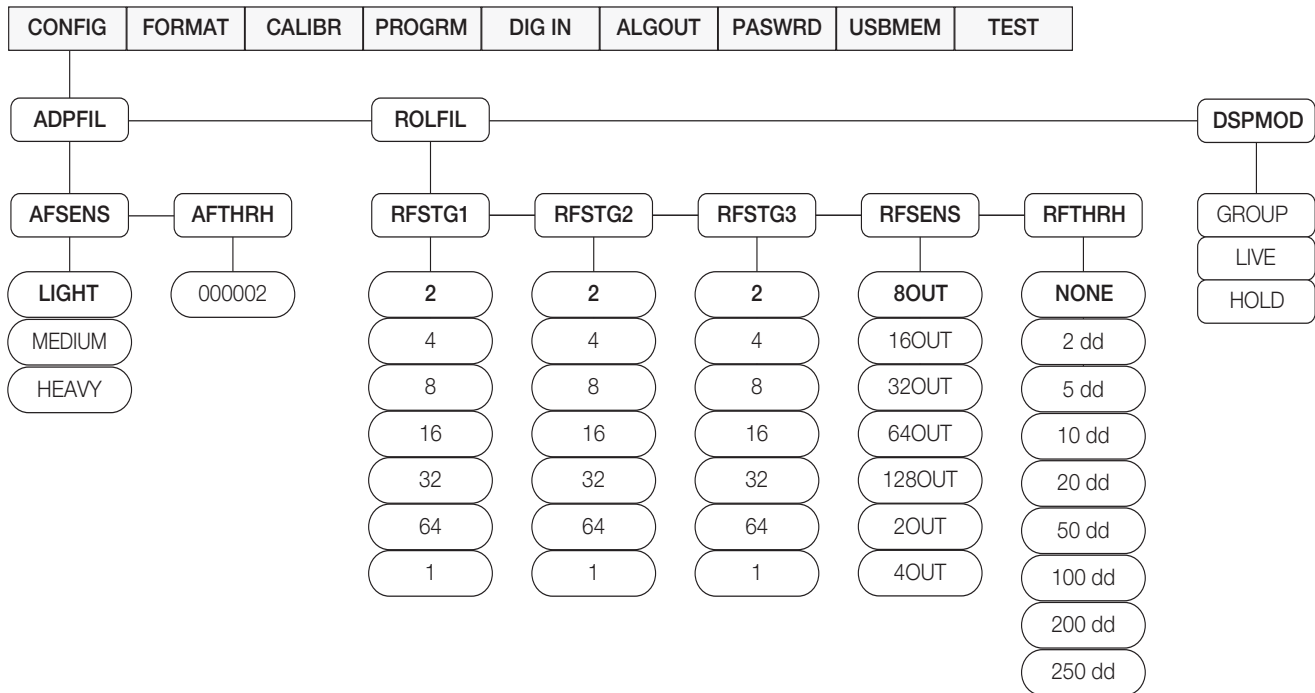 CONFIG FORMAT CALIBR PROGRM DIG IN ALGOUT PASWRD USBMEM TEST
ADPFIL ROLFIL DSPMOD
AFSENS AFTHRH RFSTG1 RFSTG2 RFSTG3 RFSENS RFTHRH GROUP
LIVE
LIGHT 000002 2 2 2 8OUT NONE HOLD
MEDIUM 4 4 4 16OUT 2 dd
HEAVY 8 8 8 32OUT 5 dd
16 16 16 64OUT 10 dd
32 32 32 128OUT 20 dd
64 64 64 2OUT 50 dd
1 1 1 4OUT 100 dd
200 dd
250 dd